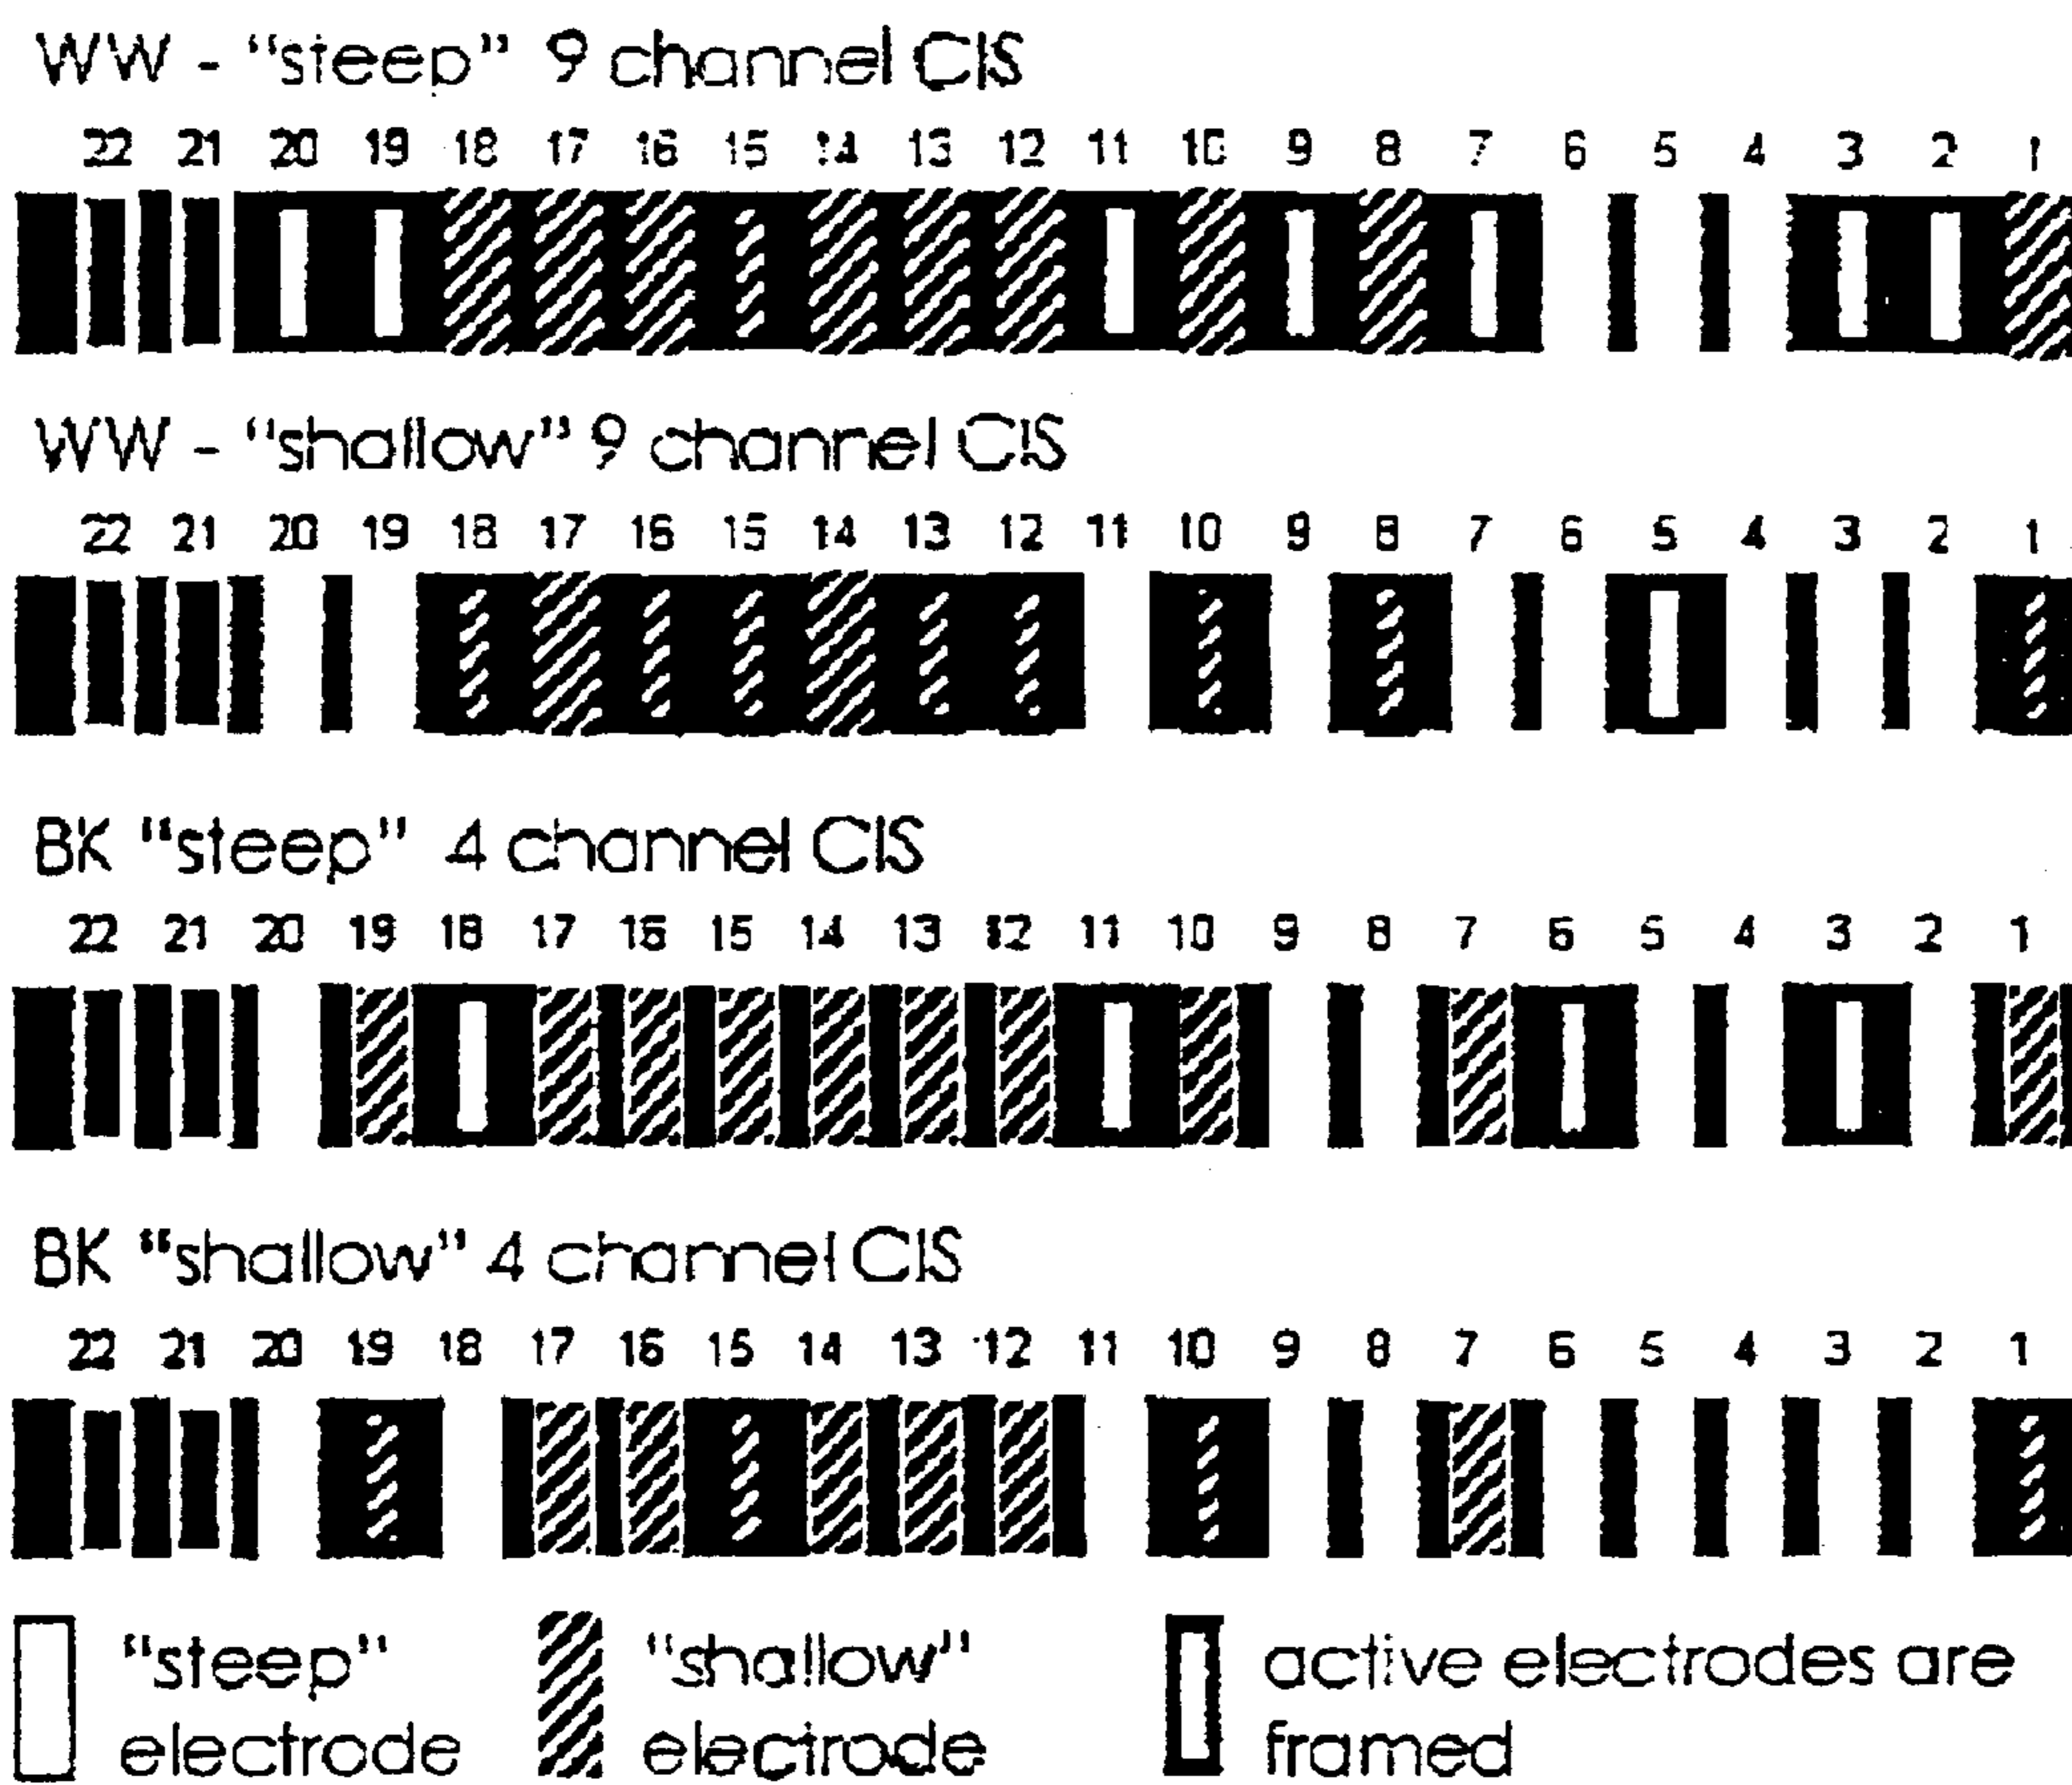 WW - "steep" 9 channel CIS
22 21 20 19 18 17 16 15 14 13 12 11 10 9 8 7 6 5 4 3 2 1
WW - "shallow" 9 channel CIS
22 21 20 19 18 17 16 15 14 13 12 11 10 9 8 7 6 5 4 3 2 1
BK "steep" 4 channel CIS
22 21 20 19 18 17 16 15 14 13 12 11 10 9 8 7 6 5 4 3 2 1
BK "shallow" 4 channel CIS
22 21 20 19 18 17 16 15 14 13 12 11 10 9 8 7 6 5 4 3 2 1
"steep" "shallow" active electrodes are
electrode electrode framed